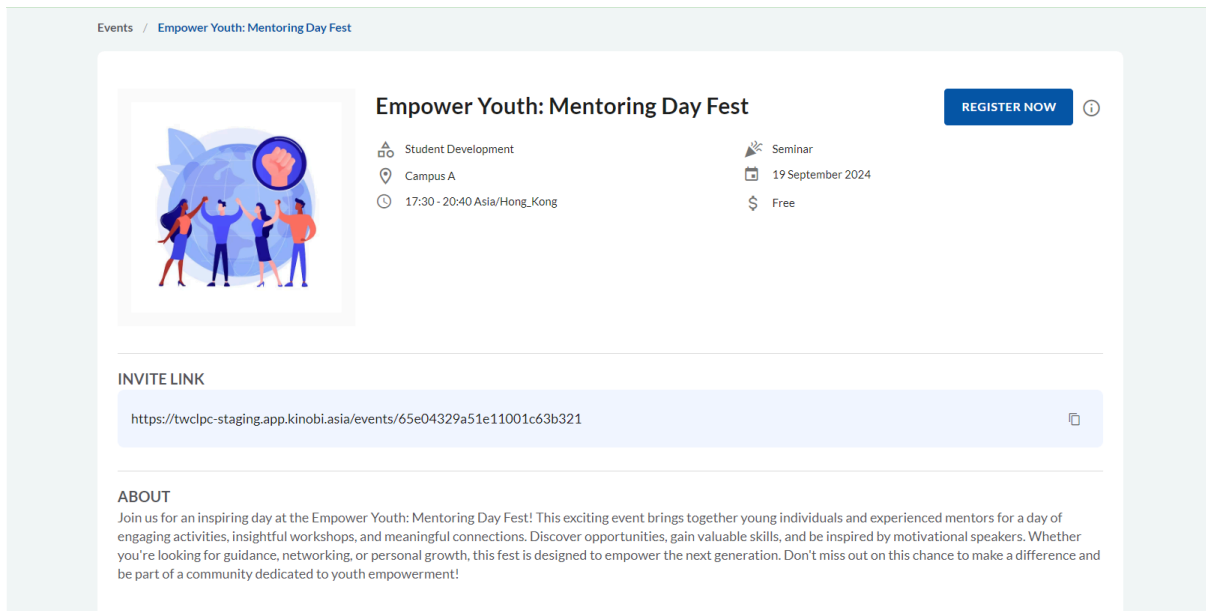 Events / Empower Youth: Mentoring Day Fest
Empower Youth: Mentoring Day Fest
REGISTER NOW
Student Development
Seminar
Campus A
19 September 2024
17:30 - 20:40 Asia/Hong_Kong
Free
INVITE LINK
https://twclpc-staging.app.kinobi.asia/events/65e04329a51e11001c63b321
ABOUT
Join us for an inspiring day at the Empower Youth: Mentoring Day Fest! This exciting event brings together young individuals and experienced mentors for a day of
engaging activities, insightful workshops, and meaningful connections. Discover opportunities, gain valuable skills, and be inspired by motivational speakers. Whether
you're looking for guidance, networking, or personal growth, this fest is designed to empower the next generation. Don't miss out on this chance to make a difference and
be part of a community dedicated to youth empowerment!